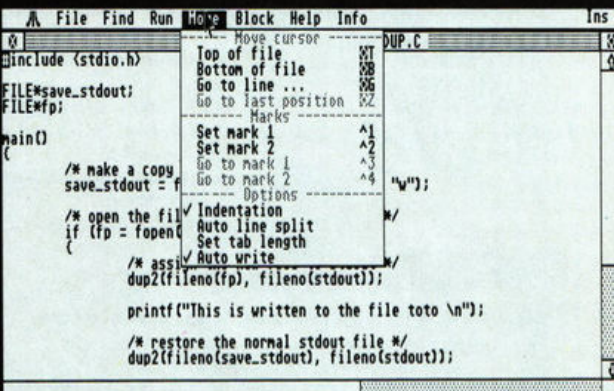 File Find Run Move Block Help Info Ins
DUP.C
#include <stdio.h>
FILE*save_stdout;
FILE*fp;
main()
{
/* make a copy
save_stdout = f "w");
/* open the fil */
if (fp = fopen(
{
/* assi */
dup2(fileno(fp), fileno(stdout));
printf("This is written to the file toto \n");
/* restore the normal stdout file */
dup2(fileno(save_stdout), fileno(stdout));
Move cursor
Top of file T
Bottom of file B
Go to line ... G
Go to last position Z
Marks
Set mark 1 ^1
Set mark 2 ^2
Go to mark 1 ^3
Go to mark 2 ^4
Options
✓ Indentation
Auto line split
Set tab length
✓ Auto write